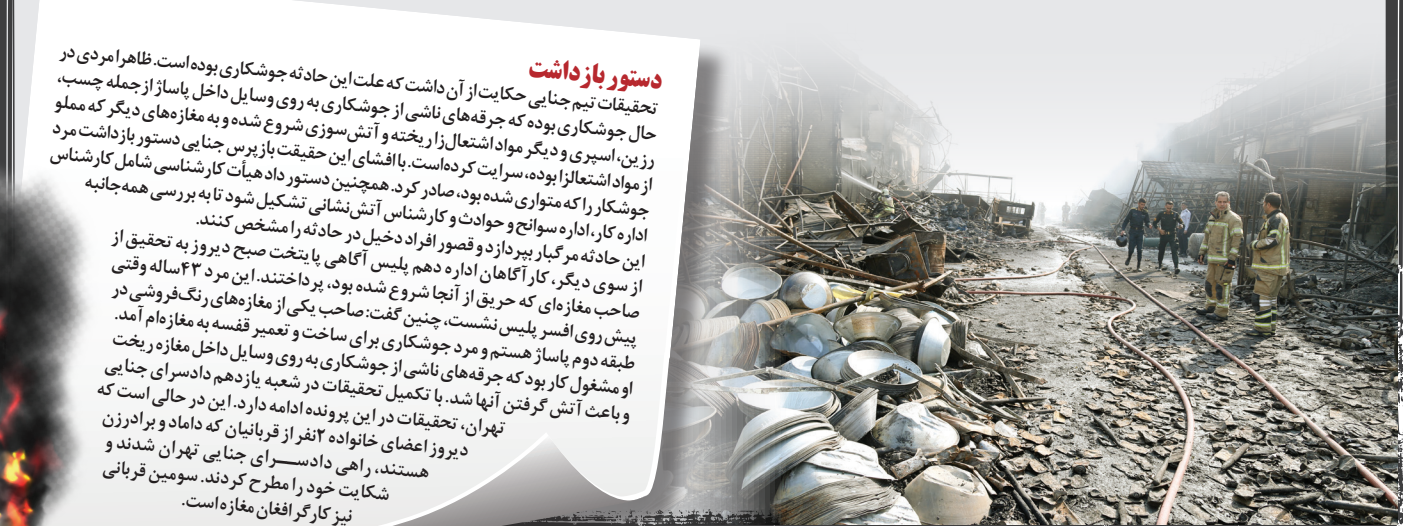 دستور بازداشت
تحقیقات تیم جنایی حکایت از آن داشت که علت این حادثه جوشکاری بوده است. ظاهرا مردی در
حال جوشکاری بوده که جرقه‌های ناشی از جوشکاری به روی وسایل داخل پاساژ ازجمله چسب،
رزین، اسپری و دیگر مواد اشتعال‌زا ریخته و آتش‌سوزی شروع شده و به مغازه‌های دیگر که مملو
از مواد اشتعالزا بوده، سرایت کرده‌است. با افشای این حقیقت بازپرس جنایی دستور بازداشت مرد
جوشکار را که متواری شده بود، صادر کرد. همچنین دستور داد هیأت کارشناسی شامل کارشناس
اداره کار، اداره سوانح و حوادث و کارشناس آتش‌نشانی تشکیل شود تا به بررسی همه‌جانبه
این حادثه مرگبار بپردازد و قصور افراد دخیل در حادثه را مشخص کنند.
از سوی دیگر، کارآگاهان اداره دهم پلیس آگاهی پایتخت صبح دیروز به تحقیق از
صاحب مغازه‌ای که حریق از آنجا شروع شده بود، پرداختند. این مرد ۴۳ساله وقتی
پیش روی افسر پلیس نشست، چنین گفت: صاحب یکی از مغازه‌های رنگ‌فروشی در
طبقه دوم پاساژ هستم و مرد جوشکاری برای ساخت و تعمیر قفسه به مغازه‌ام آمد.
او مشغول کار بود که جرقه‌های ناشی از جوشکاری به روی وسایل داخل مغازه ریخت
و باعث آتش گرفتن آنها شد. با تکمیل تحقیقات در شعبه یازدهم دادسرای جنایی
تهران، تحقیقات در این پرونده ادامه دارد. این در حالی است که
دیروز اعضای خانواده ۲نفر از قربانیان که داماد و برادرزن
هستند، راهی دادســرای جنایی تهران شدند و
شکایت خود را مطرح کردند. سومین قربانی
نیز کارگر افغان مغازه است.